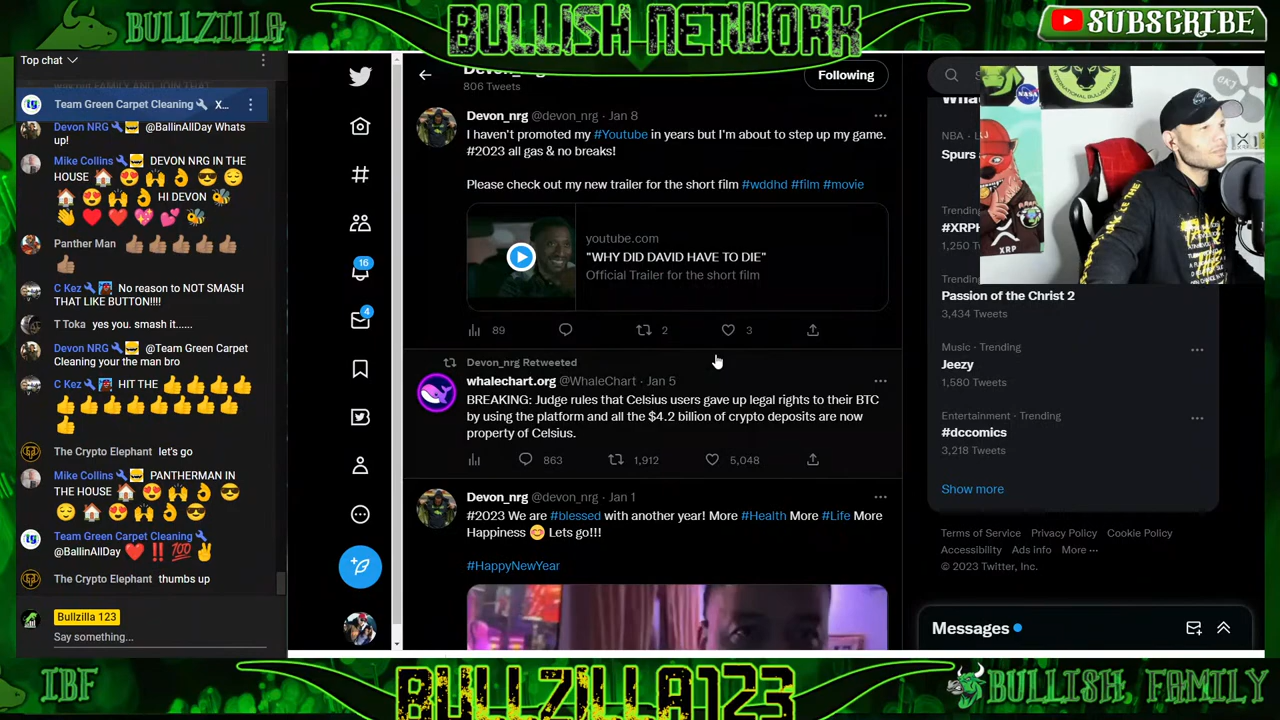 BULLZILLA
BULLISH NETWORK
SUBSCRIBE
Top chat
Team Green Carpet Cleaning X...
Devon NRG @BallinAllDay Whats
up!
Mike Collins DEVON NRG IN THE
HOUSE 🏠 😍 🙌 👌 😎 😌
😍 🙌 👌 HI DEVON 🐝
👋 ♥️ ❤️ 💖 💕 🐝
Panther Man 👍🏽👍🏽👍🏽👍🏽👍🏽
👍🏽
C Kez No reason to NOT SMASH
THAT LIKE BUTTON!!!!
T Toka yes you. smash it......
Devon NRG @Team Green Carpet
Cleaning your the man bro
C Kez HIT THE 👍👍👍👍
👍👍👍👍👍👍👍👍
👍
The Crypto Elephant let's go
Mike Collins PANTHERMAN IN
THE HOUSE 🏠 😍 🙌 👌 😎
😌 🏠 😍 🙌 👌 😎
Team Green Carpet Cleaning
@BallinAllDay ❤️ ‼️ 💯 ✌️
The Crypto Elephant thumbs up
Bullzilla 123
Say something...
16
4
Devon_nrg
806 Tweets
Following
Devon_nrg @devon_nrg · Jan 8
I haven't promoted my #Youtube in years but I'm about to step up my game.
#2023 all gas & no breaks!
Please check out my new trailer for the short film #wddhd #film #movie
youtube.com
"WHY DID DAVID HAVE TO DIE"
Official Trailer for the short film
89 2 3
Devon_nrg Retweeted
whalechart.org @WhaleChart · Jan 5
BREAKING: Judge rules that Celsius users gave up legal rights to their BTC
by using the platform and all the $4.2 billion of crypto deposits are now
property of Celsius.
863 1,912 5,048
Devon_nrg @devon_nrg · Jan 1
#2023 We are #blessed with another year! More #Health More #Life More
Happiness 😊 Lets go!!!
#HappyNewYear
NBA ·
Spurs
Trending
#XRP
1,250
Trending
Passion of the Christ 2
3,434 Tweets
Music · Trending
Jeezy
1,580 Tweets
Entertainment · Trending
#dccomics
3,218 Tweets
Show more
Terms of Service Privacy Policy Cookie Policy
Accessibility Ads info More ···
© 2023 Twitter, Inc.
Messages
NASA
XRP
IBF
BULLZILLA123
BULLISH FAMILY